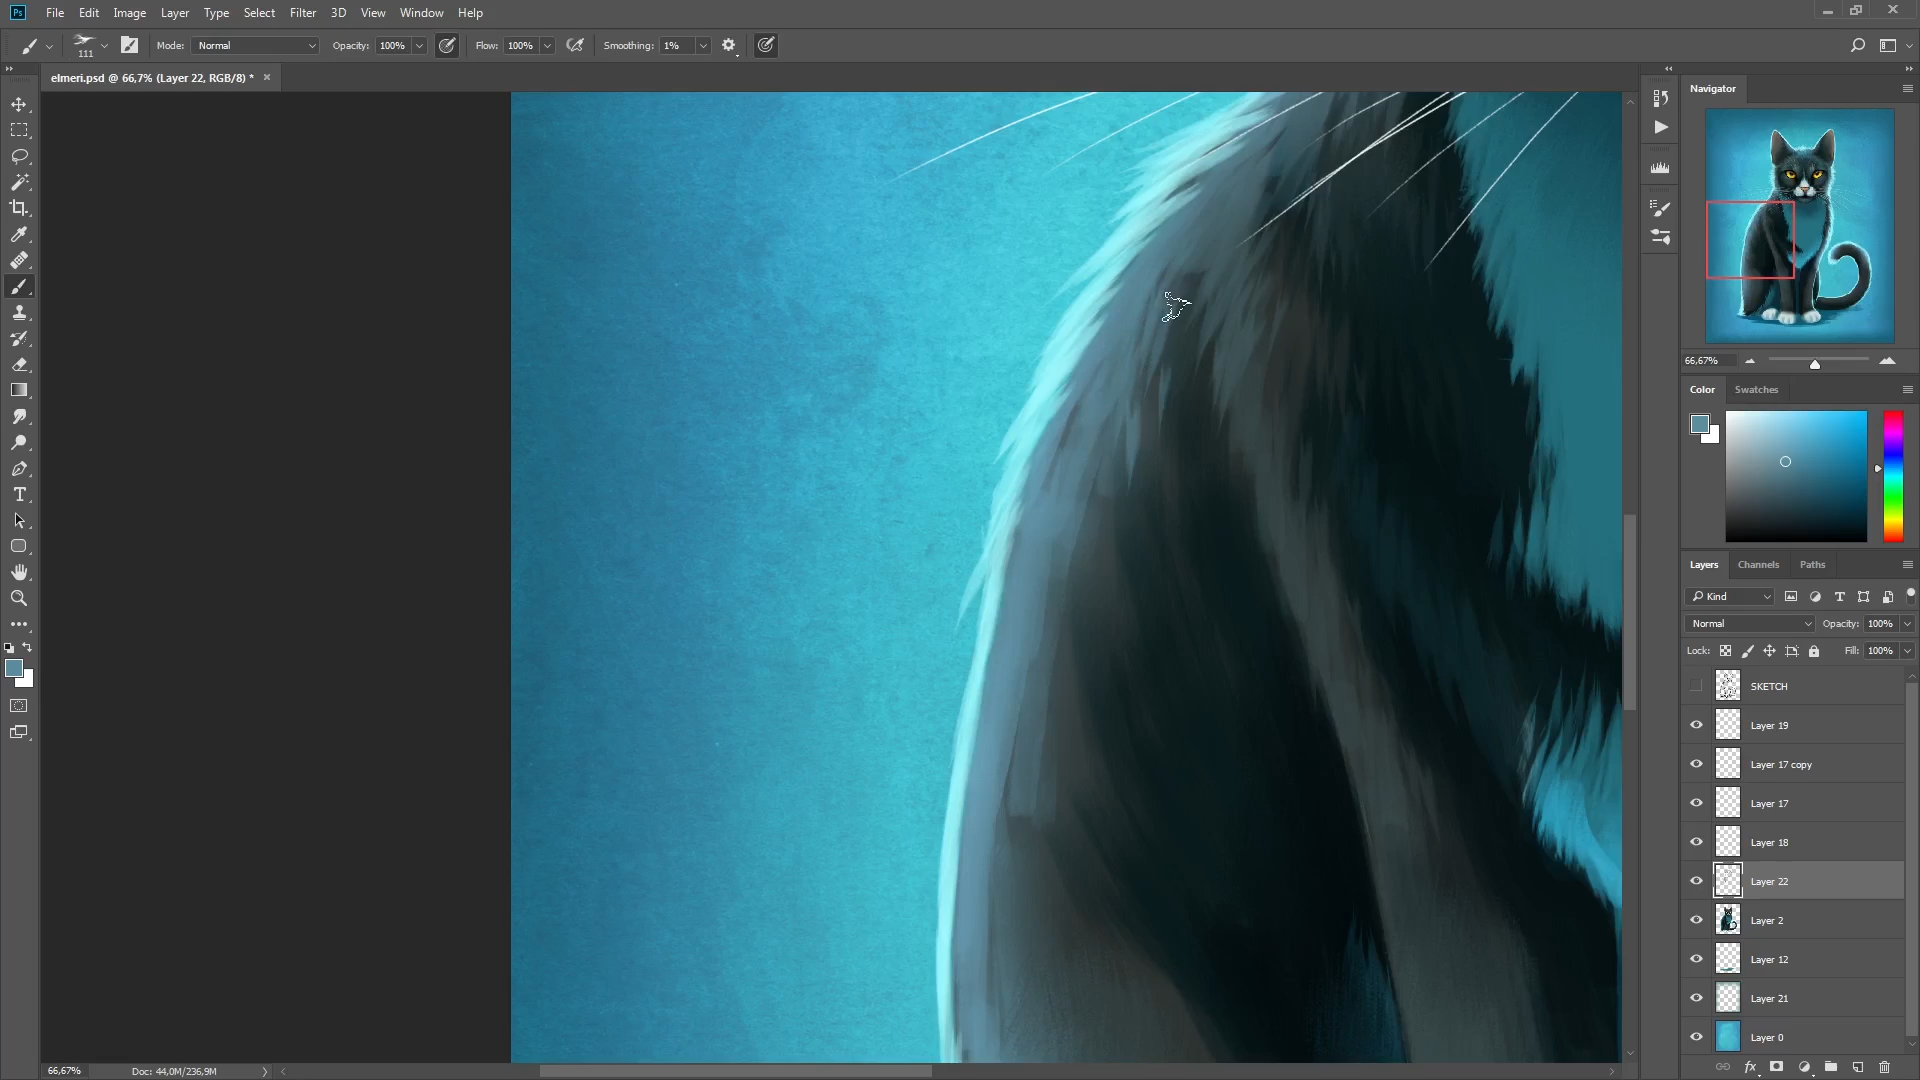 Ps File Edit Image Layer Type Select Filter 3D View Window Help
111 Mode: Normal Opacity: 100% Flow: 100% Smoothing: 1%
elmeri.psd @ 66,7% (Layer 22, RGB/8) * ×
Navigator
66,67%
Color Swatches
Layers Channels Paths
Kind
Normal Opacity: 100%
Lock: Fill: 100%
SKETCH
Layer 19
Layer 17 copy
Layer 17
Layer 18
Layer 22
Layer 2
Layer 12
Layer 21
Layer 0
66,67% Doc: 44,0M/236,9M